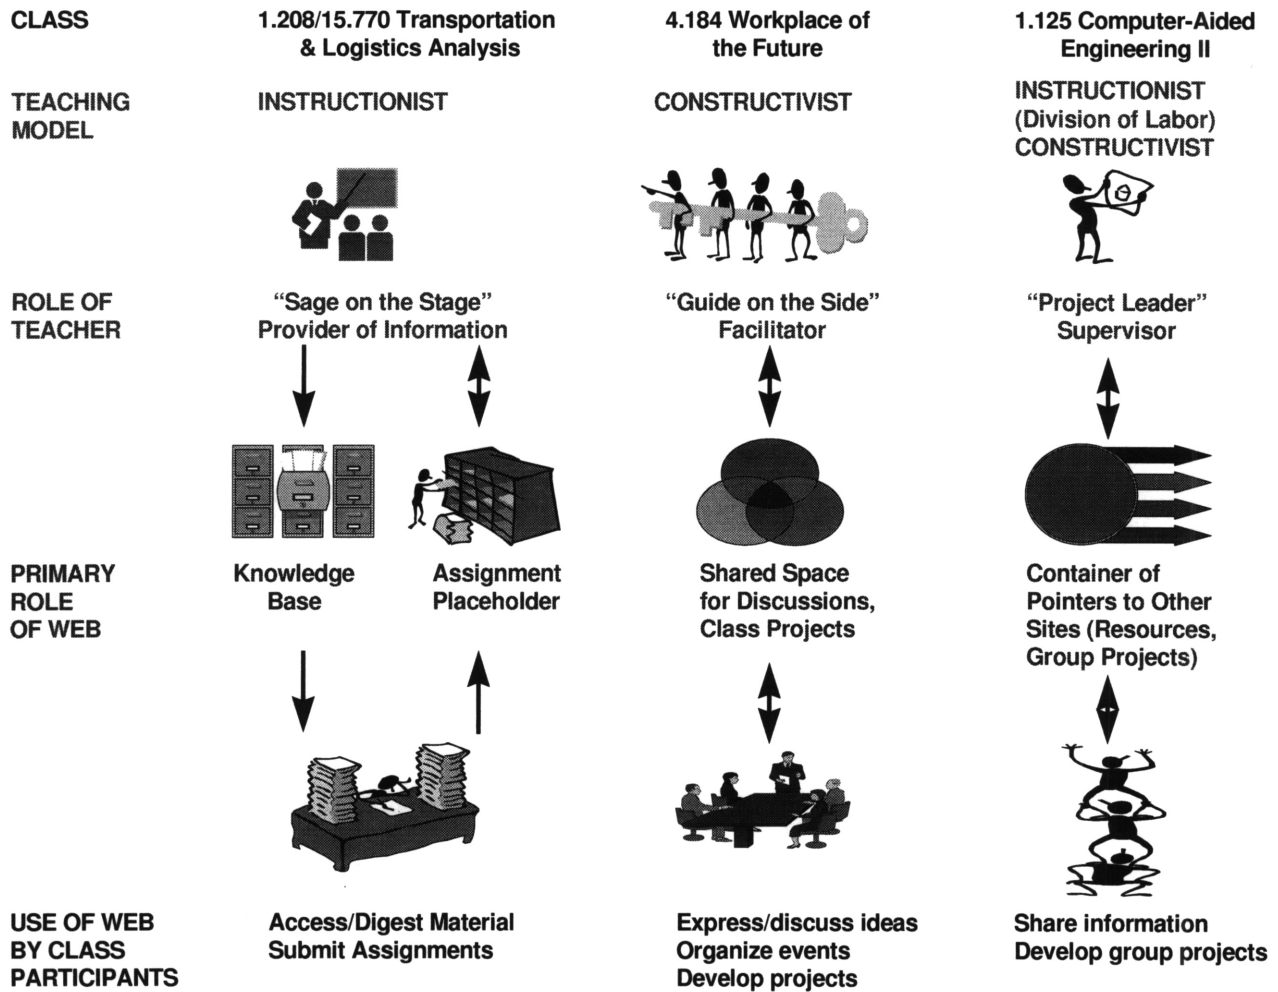 CLASS
1.208/15.770 Transportation
& Logistics Analysis
4.184 Workplace of
the Future
1.125 Computer-Aided
Engineering II
TEACHING
MODEL
INSTRUCTIONIST
CONSTRUCTIVIST
INSTRUCTIONIST
(Division of Labor)
CONSTRUCTIVIST
ROLE OF
TEACHER
“Sage on the Stage”
Provider of Information
“Guide on the Side”
Facilitator
“Project Leader”
Supervisor
PRIMARY
ROLE
OF WEB
Knowledge
Base
Assignment
Placeholder
Shared Space
for Discussions,
Class Projects
Container of
Pointers to Other
Sites (Resources,
Group Projects)
USE OF WEB
BY CLASS
PARTICIPANTS
Access/Digest Material
Submit Assignments
Express/discuss ideas
Organize events
Develop projects
Share information
Develop group projects